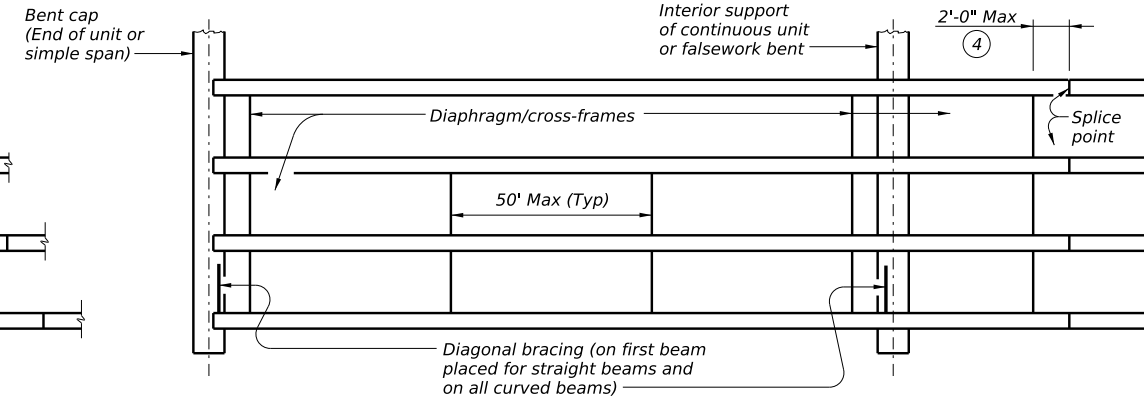 Bent cap
(End of unit or
simple span)
Interior support
of continuous unit
or falsework bent
2'-0" Max
4
Diaphragm/cross-frames
Splice
point
50' Max (Typ)
Diagonal bracing (on first beam
placed for straight beams and
on all curved beams)